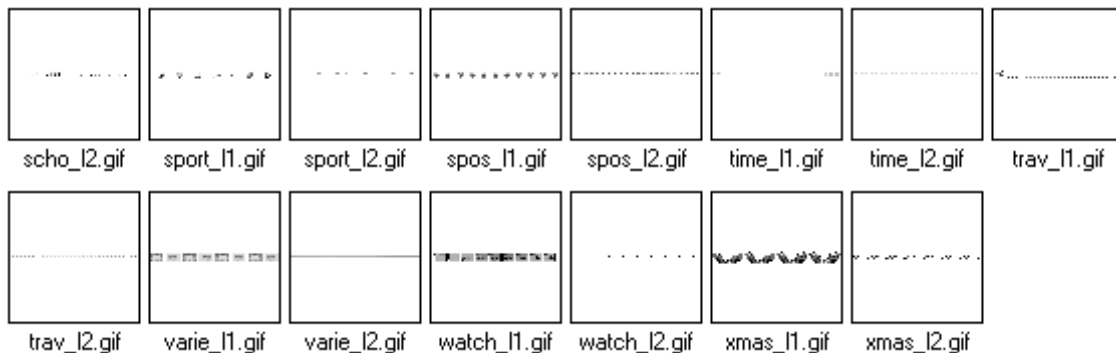 scho_l2.gif sport_l1.gif sport_l2.gif spos_l1.gif spos_l2.gif time_l1.gif time_l2.gif trav_l1.gif
trav_l2.gif varie_l1.gif varie_l2.gif watch_l1.gif watch_l2.gif xmas_l1.gif xmas_l2.gif